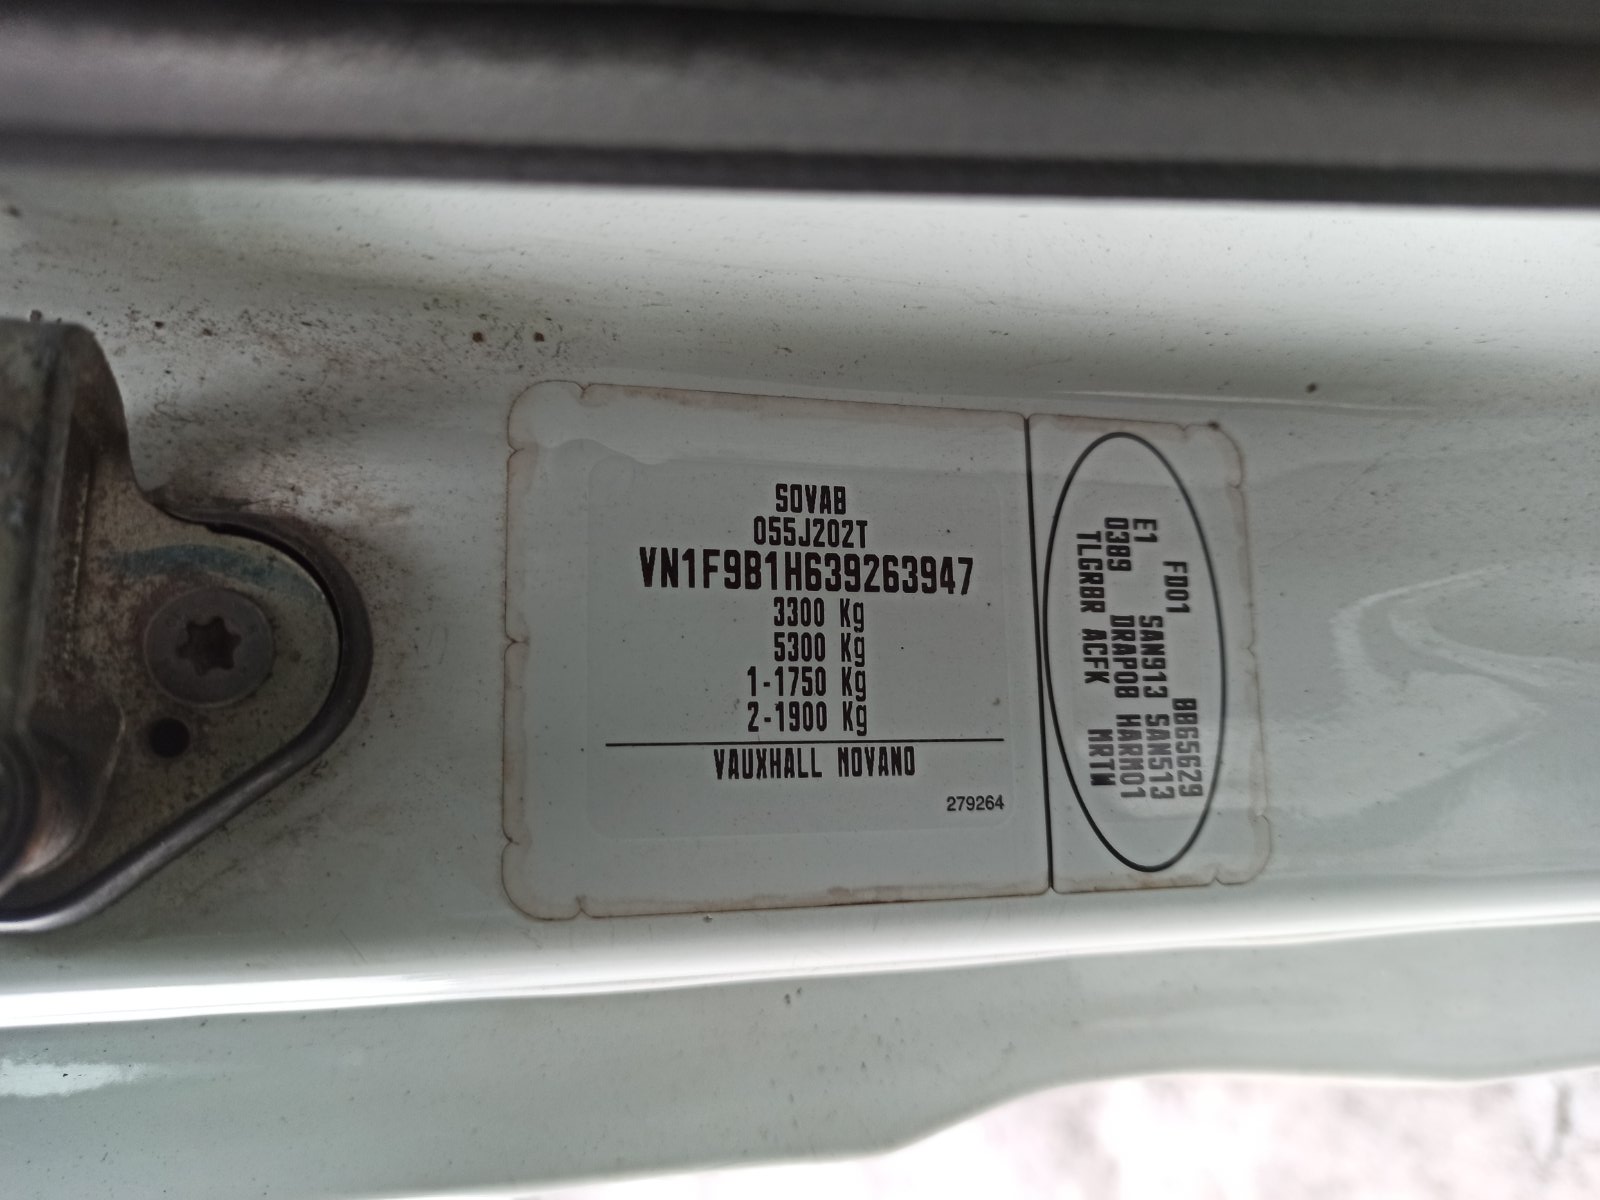 SOVAB
055J202T
VN1F9B1H639263947
3300 Kg
5300 Kg
1-1750 Kg
2-1900 Kg
VAUXHALL MOVANO
279264
FD01 BB65629
E1 SAN913 SAN513
0389 DRAP08 HARM01
TLGRBR ACFK MRTM